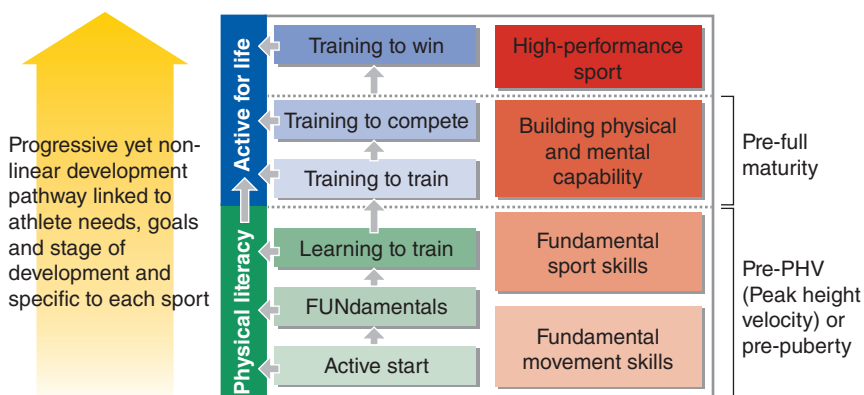 Progressive yet non-
linear development
pathway linked to
athlete needs, goals
and stage of
development and
specific to each sport
Active for life
Physical literacy
Training to win
Training to compete
Training to train
Learning to train
FUNdamentals
Active start
High-performance
sport
Building physical
and mental
capability
Fundamental
sport skills
Fundamental
movement skills
Pre-full
maturity
Pre-PHV
(Peak height
velocity) or
pre-puberty